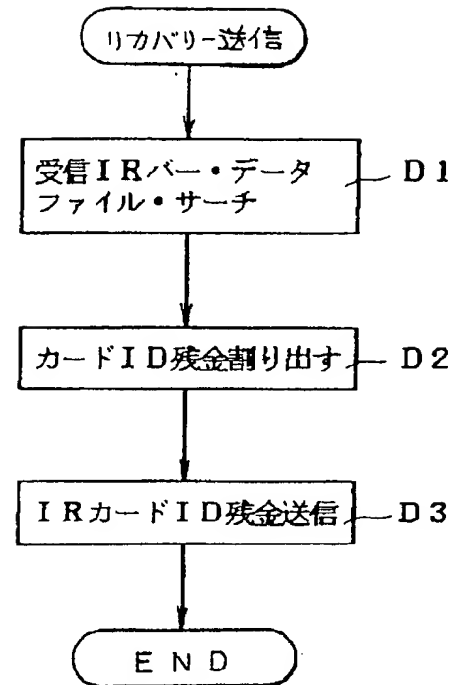 リカバリー送信
受信IRバー・データ
ファイル・サーチ
D1
カードID残金割り出す
D2
IRカードID残金送信
D3
END